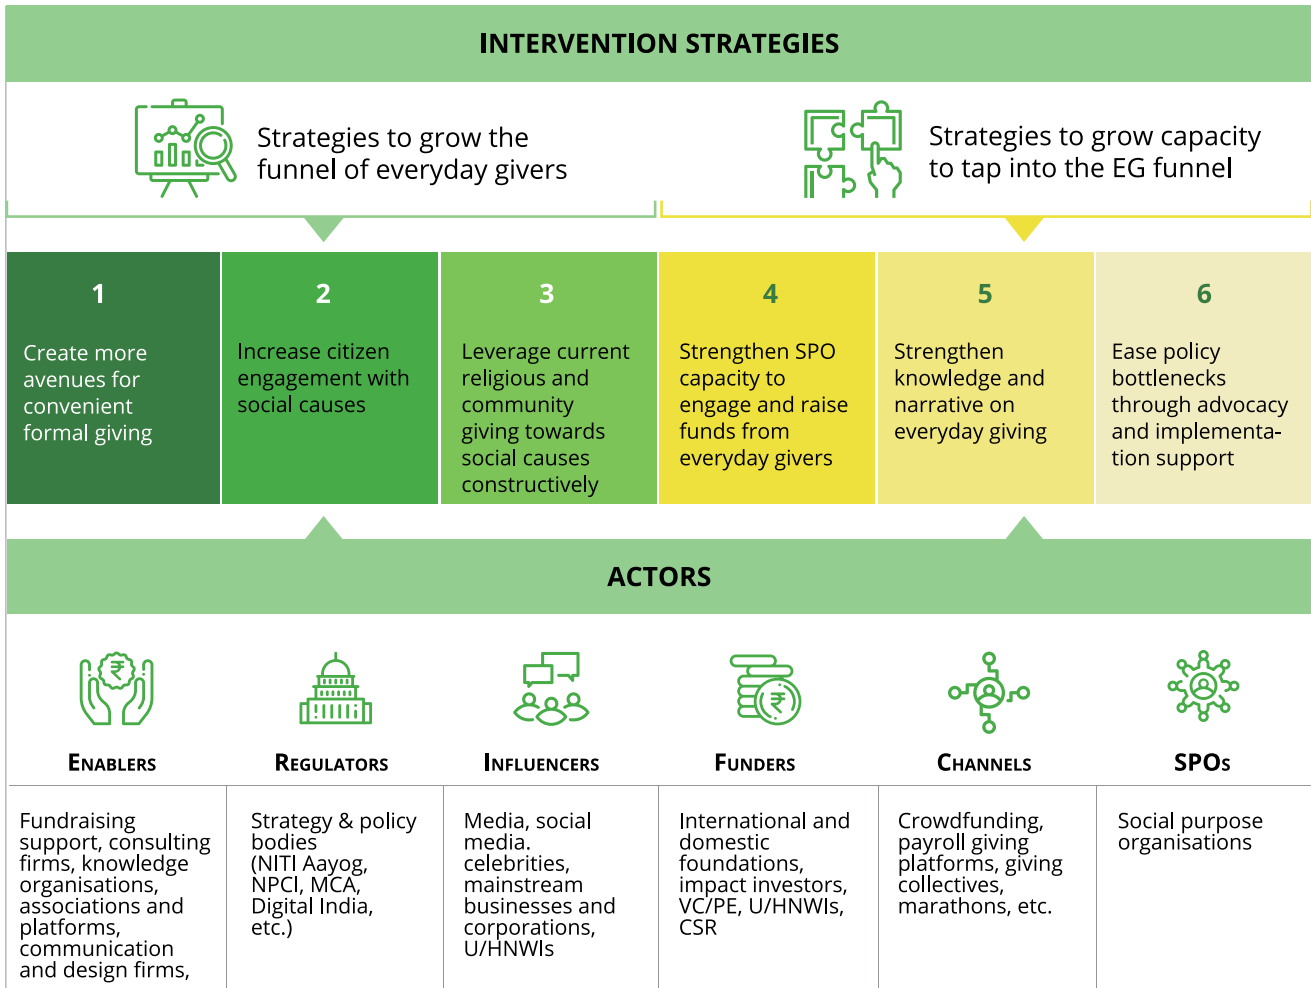 INTERVENTION STRATEGIES
Strategies to grow the
funnel of everyday givers
Strategies to grow capacity
to tap into the EG funnel
1
Create more
avenues for
convenient
formal giving
2
Increase citizen
engagement with
social causes
3
Leverage current
religious and
community
giving towards
social causes
constructively
4
Strengthen SPO
capacity to
engage and raise
funds from
everyday givers
5
Strengthen
knowledge and
narrative on
everyday giving
6
Ease policy
bottlenecks
through advocacy
and implementa-
tion support
ACTORS
₹
ENABLERS
Fundraising
support, consulting
firms, knowledge
organisations,
associations and
platforms,
communication
and design firms,
REGULATORS
Strategy & policy
bodies
(NITI Aayog,
NPCI, MCA,
Digital India,
etc.)
INFLUENCERS
Media, social
media.
celebrities,
mainstream
businesses and
corporations,
U/HNWIs
₹
FUNDERS
International and
domestic
foundations,
impact investors,
VC/PE, U/HNWIs,
CSR
CHANNELS
Crowdfunding,
payroll giving
platforms, giving
collectives,
marathons, etc.
SPOS
Social purpose
organisations